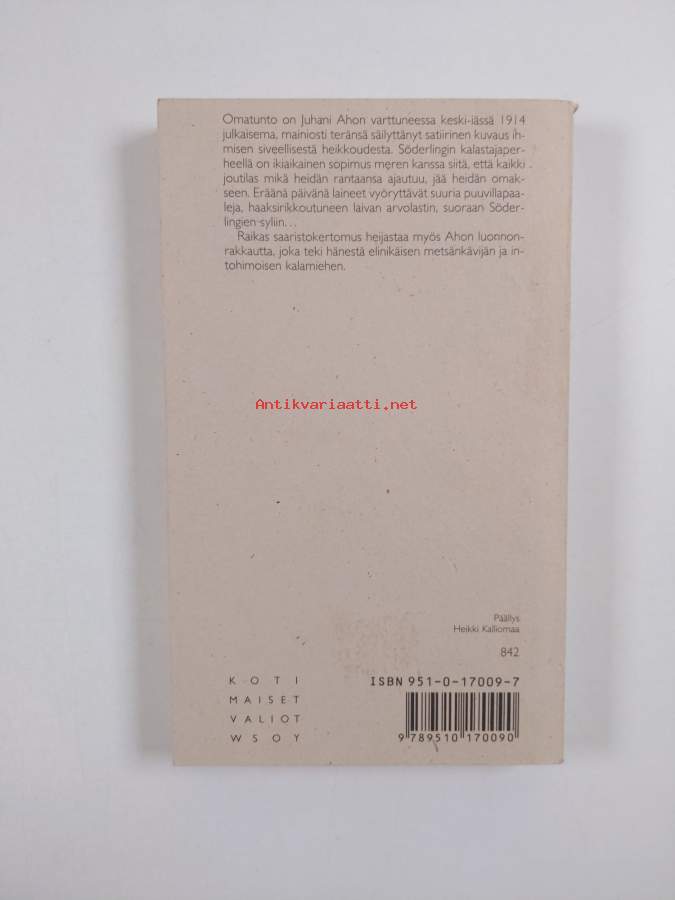 Omatunto on Juhani Ahon varttuneessa keski-iässä 1914
julkaisema, mainiosti teränsä säilyttänyt satiirinen kuvaus ih-
misen siveellisestä heikkoudesta. Söderlingin kalastajaper-
heellä on ikiaikainen sopimus meren kanssa siitä, että kaikki
joutilas mikä heidän rantaansa ajautuu, jää heidän omak-
seen. Eräänä päivänä laineet vyöryttävät suuria puuvillapaa-
leja, haaksirikkoutuneen laivan arvolastin, suoraan Söder-
lingien syliin…
Raikas saaristokertomus heijastaa myös Ahon luonnon-
rakkautta, joka teki hänestä elinikäisen metsänkävijän ja in-
tohimoisen kalamiehen.
Antikvariaatti.net
Päällys
Heikki Kalliomaa
842
KOTI
MAISET
VALIOT
WSOY
ISBN 951-0-17009-7
9 789510 170090